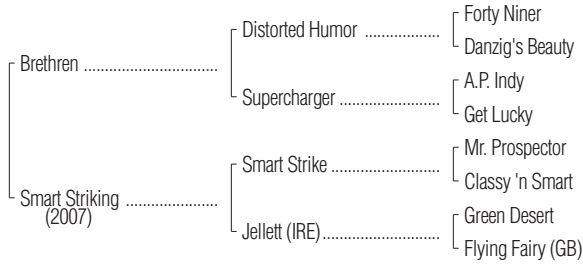 Forty Niner
Distorted Humor
Danzig's Beauty
Brethren
A.P. Indy
Supercharger
Get Lucky
Mr. Prospector
Smart Strike
Classy 'n Smart
Smart Striking
(2007)
Green Desert
Jellett (IRE)
Flying Fairy (GB)